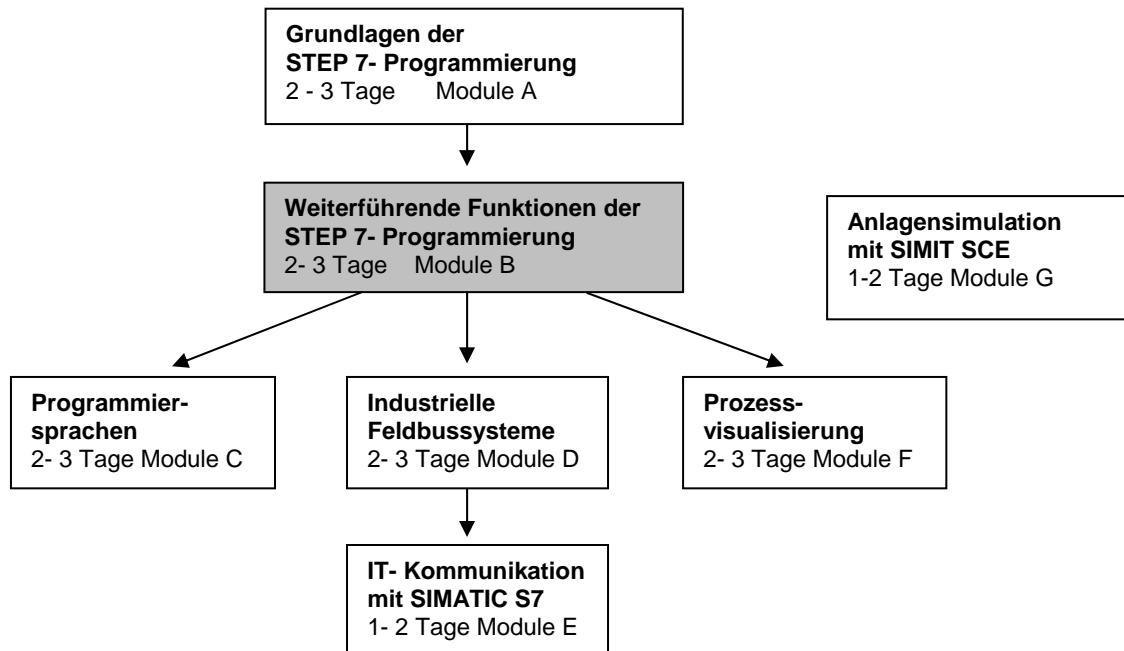 Grundlagen der
STEP 7- Programmierung
2 - 3 Tage Module A
Weiterführende Funktionen der
STEP 7- Programmierung
2- 3 Tage Module B
Anlagensimulation
mit SIMIT SCE
1-2 Tage Module G
Programmier-
sprachen
2- 3 Tage Module C
Industrielle
Feldbussysteme
2- 3 Tage Module D
Prozess-
visualisierung
2- 3 Tage Module F
IT- Kommunikation
mit SIMATIC S7
1- 2 Tage Module E